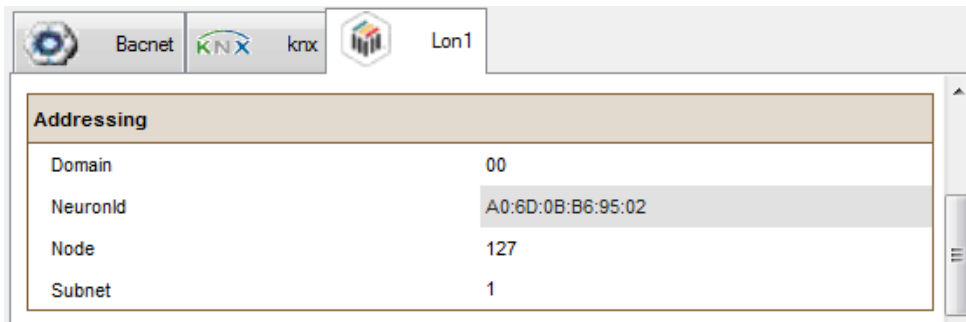 Bacnet KNX knx Lon1
Addressing
Domain 00
NeuronId A0:6D:0B:B6:95:02
Node 127
Subnet 1